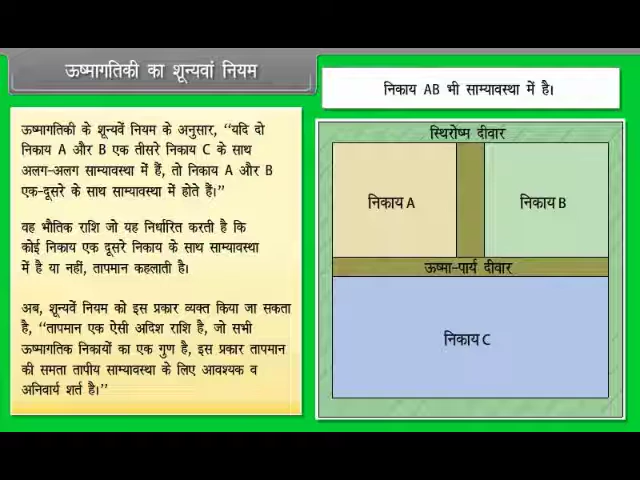 ऊष्मागतिकी का शून्यवां नियम
निकाय AB भी साम्यावस्था में है।
ऊष्मागतिकी के शून्यवें नियम के अनुसार, ‘‘यदि दो
निकाय A और B एक तीसरे निकाय C के साथ
अलग-अलग साम्यावस्था में हैं, तो निकाय A और B
एक-दूसरे के साथ साम्यावस्था में होते हैं।’’
वह भौतिक राशि जो यह निर्धारित करती है कि
कोई निकाय एक दूसरे निकाय के साथ साम्यावस्था
में है या नहीं, तापमान कहलाती है।
अब, शून्यवें नियम को इस प्रकार व्यक्त किया जा सकता
है, ‘‘तापमान एक ऐसी अदिश राशि है, जो सभी
ऊष्मागतिक निकायों का एक गुण है, इस प्रकार तापमान
की समता तापीय साम्यावस्था के लिए आवश्यक व
अनिवार्य शर्त है।’’
स्थिरोष्म दीवार
निकाय A
निकाय B
ऊष्मा-पार्य दीवार
निकाय C